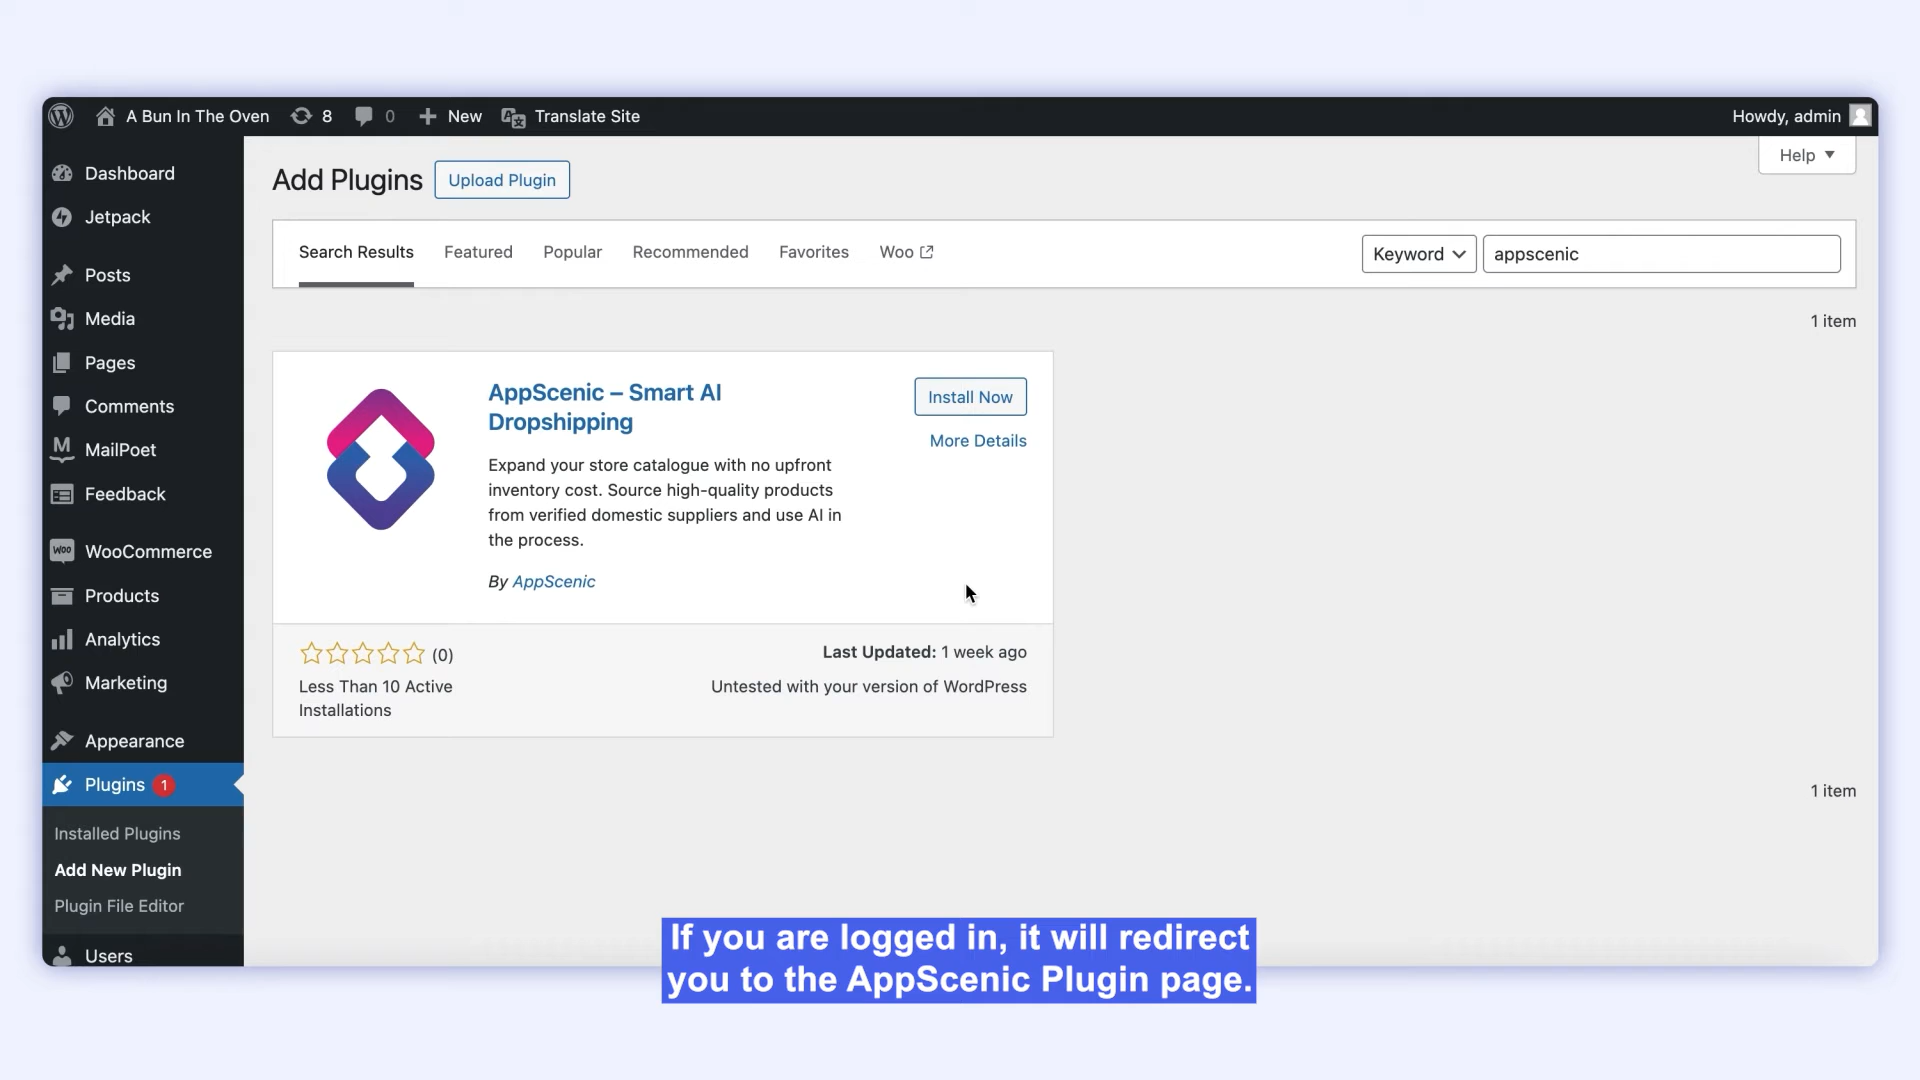 A Bun In The Oven 8 0 New Translate Site Howdy, admin
Help
Dashboard
Jetpack
Posts
Media
Pages
Comments
MailPoet
Feedback
WooCommerce
Products
Analytics
Marketing
Appearance
Plugins 1
Installed Plugins
Add New Plugin
Plugin File Editor
Users
Add Plugins Upload Plugin
Search Results Featured Popular Recommended Favorites Woo Keyword appscenic
1 item
AppScenic – Smart AI
Dropshipping
Install Now
More Details
Expand your store catalogue with no upfront
inventory cost. Source high-quality products
from verified domestic suppliers and use AI in
the process.
By AppScenic
(0)
Less Than 10 Active
Installations
Last Updated: 1 week ago
Untested with your version of WordPress
1 item
If you are logged in, it will redirect
you to the AppScenic Plugin page.